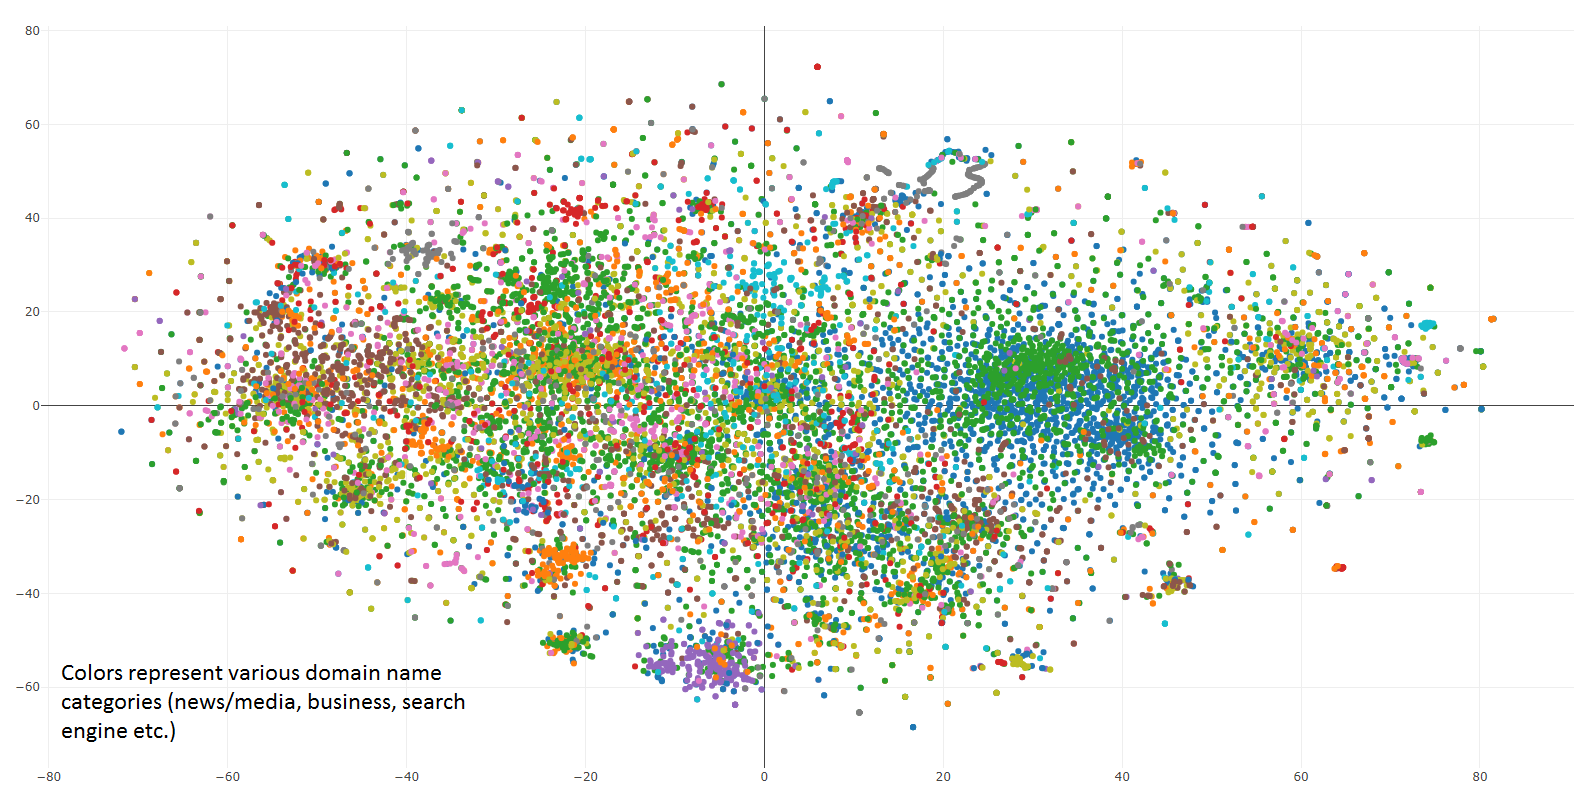 80
60
40
20
0
−20
−40
−60
Colors represent various domain name
categories (news/media, business, search
engine etc.)
−80 −60 −40 −20 0 20 40 60 80